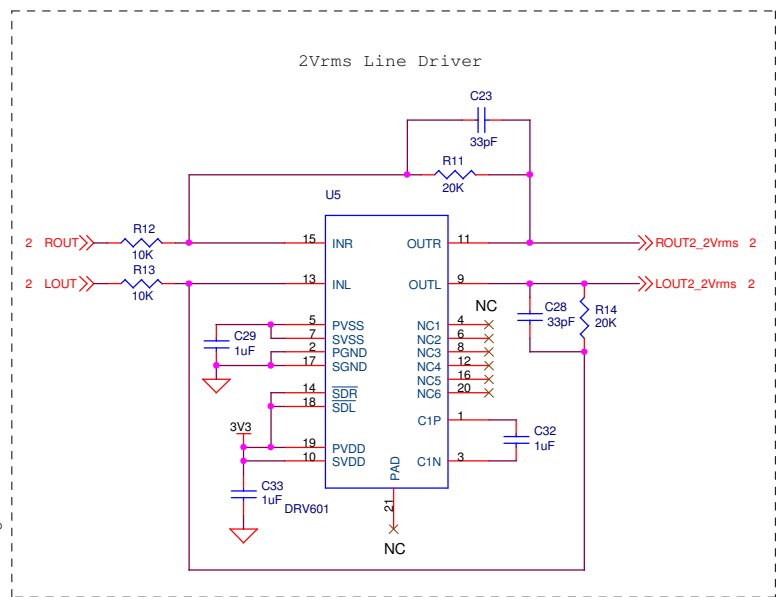 2Vrms Line Driver
C23
33pF
R11
20K
U5
2 ROUT
R12
10K
15 INR
OUTR 11
ROUT2_2Vrms 2
2 LOUT
R13
10K
13 INL
OUTL 9
LOUT2_2Vrms 2
NC
C28
33pF
R14
20K
5 PVSS
7 SVSS
2 PGND
17 SGND
C29
1uF
NC1 4
NC2 6
NC3 8
NC4 12
NC5 16
NC6 20
14 SDR
18 SDL
C1P 1
C32
1uF
3V3
19 PVDD
10 SVDD
C1N 3
PAD
C33
1uF
DRV601
21
NC